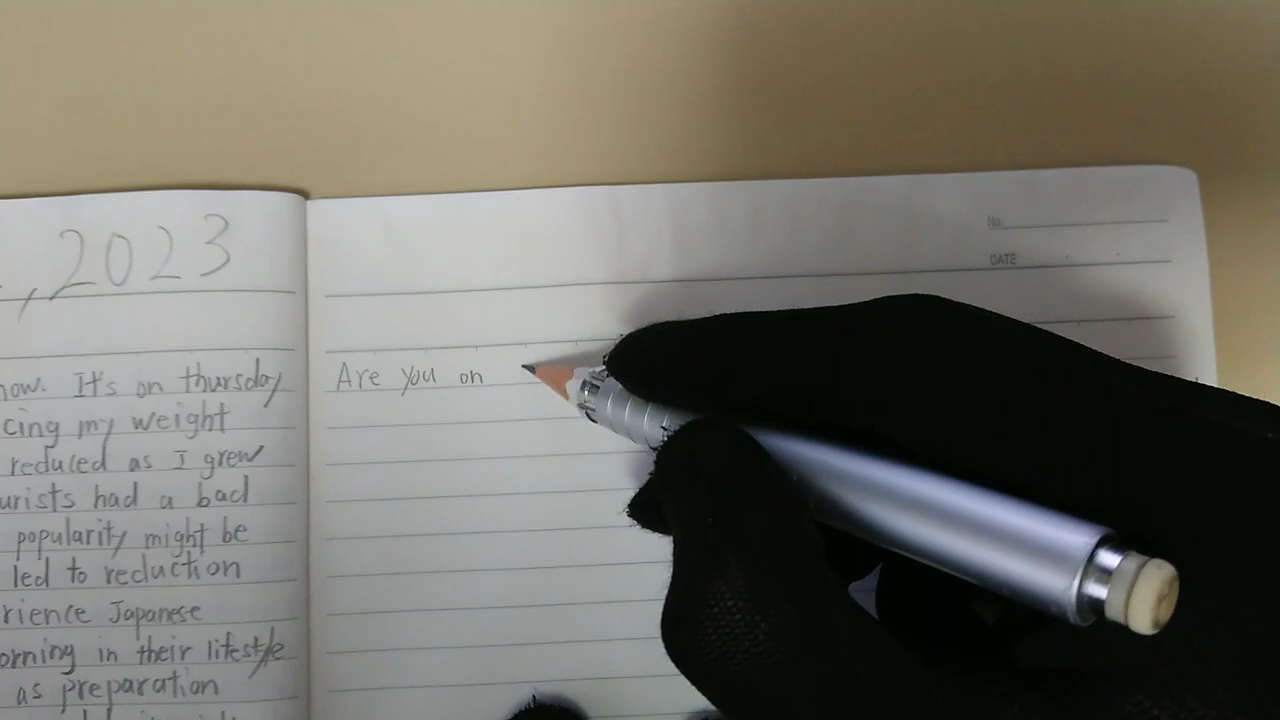 , 2023
No.
DATE
now. It's on thursday
cing my weight
reduced as I grew
urists had a bad
popularity might be
led to reduction
rience Japanese
orning in their lifestyle
as preparation
Are you on